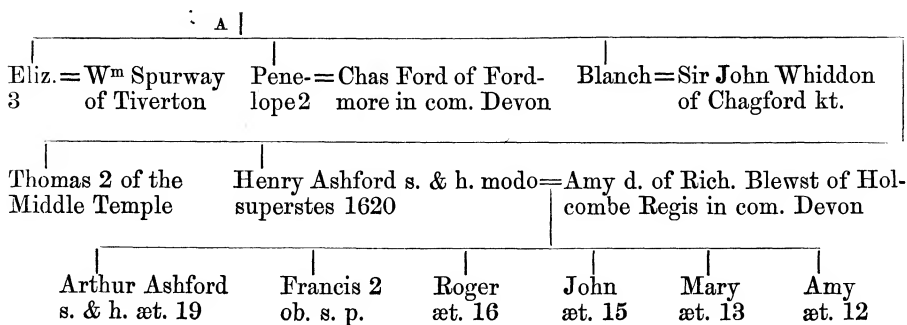 A
Eliz. = Wᵐ Spurway Pene- = Chas Ford of Ford- Blanch = Sir John Whiddon
3 of Tiverton lope 2 more in com. Devon of Chagford kt.
Thomas 2 of the Henry Ashford s. & h. modo = Amy d. of Rich. Blewst of Hol-
Middle Temple superstes 1620 combe Regis in com. Devon
Arthur Ashford Francis 2 Roger John Mary Amy
s. & h. æt. 19 ob. s. p. æt. 16 æt. 15 æt. 13 æt. 12